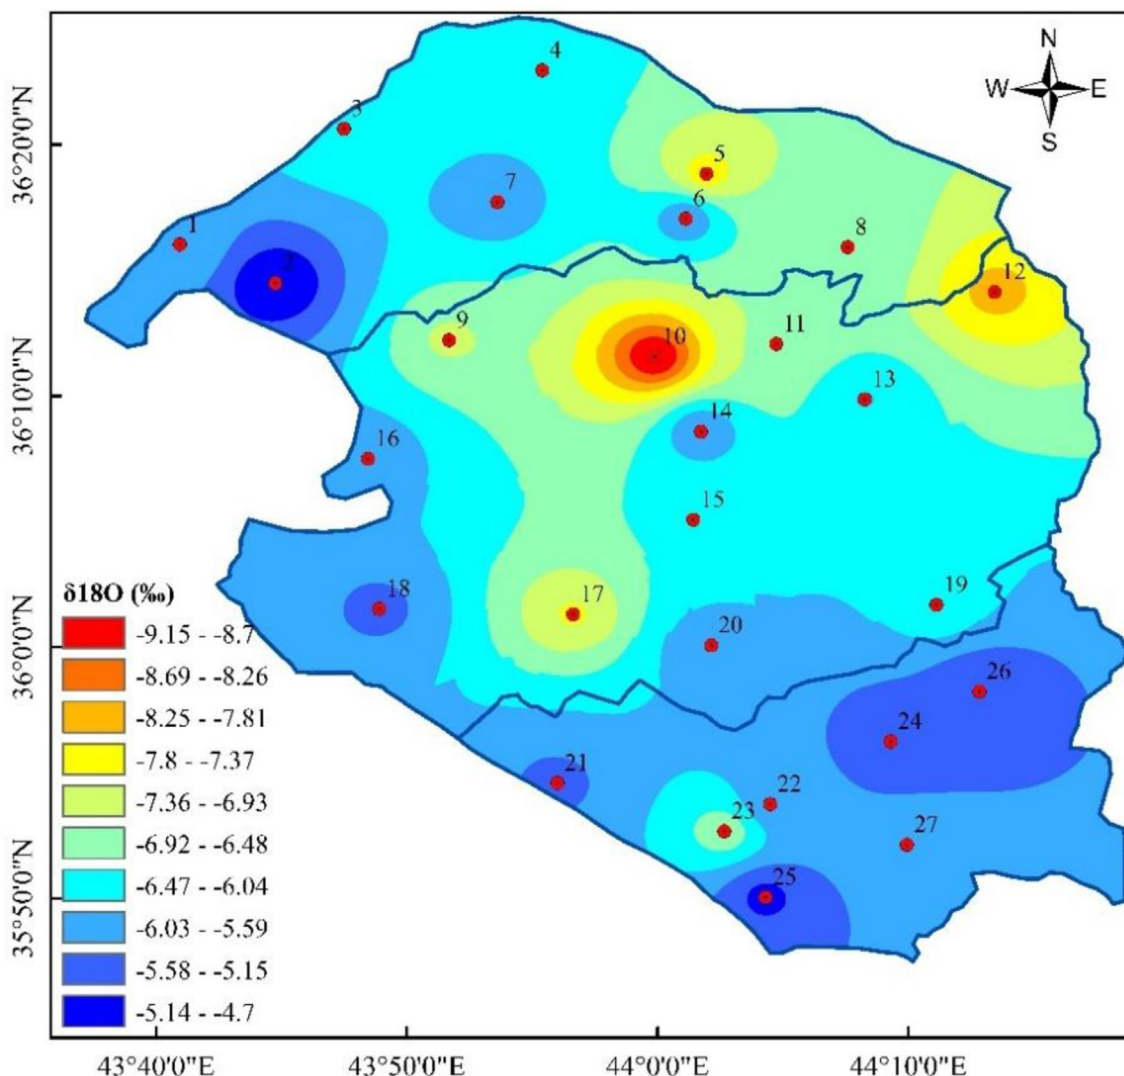 N
W E
S
4
3
5
7
6
1
8
2
12
9
10
11
13
14
16
15
18
17
19
20
26
24
21
22
23
27
25
δ18O (‰)
-9.15 - -8.7
-8.69 - -8.26
-8.25 - -7.81
-7.8 - -7.37
-7.36 - -6.93
-6.92 - -6.48
-6.47 - -6.04
-6.03 - -5.59
-5.58 - -5.15
-5.14 - -4.7
36°20'0"N
36°10'0"N
36°0'0"N
35°50'0"N
43°40'0"E 43°50'0"E 44°0'0"E 44°10'0"E